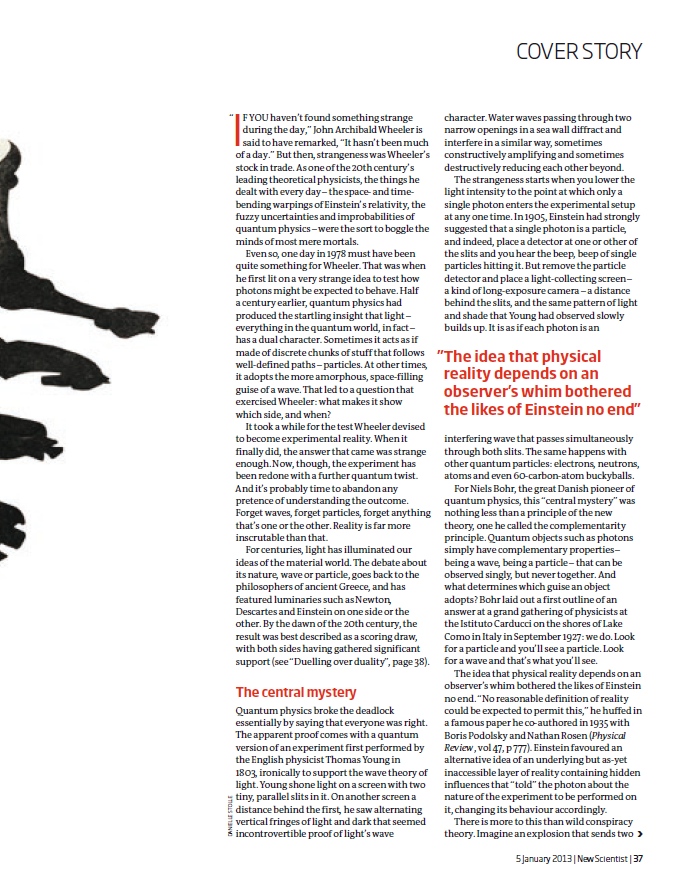 COVER STORY
“IF YOU haven’t found something strange
during the day,” John Archibald Wheeler is
said to have remarked, “It hasn’t been much
of a day.” But then, strangeness was Wheeler’s
stock in trade. As one of the 20th century’s
leading theoretical physicists, the things he
dealt with every day – the space- and time-
bending warpings of Einstein’s relativity, the
fuzzy uncertainties and improbabilities of
quantum physics – were the sort to boggle the
minds of most mere mortals.
Even so, one day in 1978 must have been
quite something for Wheeler. That was when
he first lit on a very strange idea to test how
photons might be expected to behave. Half
a century earlier, quantum physics had
produced the startling insight that light –
everything in the quantum world, in fact –
has a dual character. Sometimes it acts as if
made of discrete chunks of stuff that follows
well-defined paths – particles. At other times,
it adopts the more amorphous, space-filling
guise of a wave. That led to a question that
exercised Wheeler: what makes it show
which side, and when?
It took a while for the test Wheeler devised
to become experimental reality. When it
finally did, the answer that came was strange
enough. Now, though, the experiment has
been redone with a further quantum twist.
And it’s probably time to abandon any
pretence of understanding the outcome.
Forget waves, forget particles, forget anything
that’s one or the other. Reality is far more
inscrutable than that.
For centuries, light has illuminated our
ideas of the material world. The debate about
its nature, wave or particle, goes back to the
philosophers of ancient Greece, and has
featured luminaries such as Newton,
Descartes and Einstein on one side or the
other. By the dawn of the 20th century, the
result was best described as a scoring draw,
with both sides having gathered significant
support (see “Duelling over duality”, page 38).
The central mystery
Quantum physics broke the deadlock
essentially by saying that everyone was right.
The apparent proof comes with a quantum
version of an experiment first performed by
the English physicist Thomas Young in
1803, ironically to support the wave theory of
light. Young shone light on a screen with two
tiny, parallel slits in it. On another screen a
distance behind the first, he saw alternating
vertical fringes of light and dark that seemed
incontrovertible proof of light’s wave
DANIELLE STOLLE
character. Water waves passing through two
narrow openings in a sea wall diffract and
interfere in a similar way, sometimes
constructively amplifying and sometimes
destructively reducing each other beyond.
The strangeness starts when you lower the
light intensity to the point at which only a
single photon enters the experimental setup
at any one time. In 1905, Einstein had strongly
suggested that a single photon is a particle,
and indeed, place a detector at one or other of
the slits and you hear the beep, beep of single
particles hitting it. But remove the particle
detector and place a light-collecting screen –
a kind of long-exposure camera – a distance
behind the slits, and the same pattern of light
and shade that Young had observed slowly
builds up. It is as if each photon is an
”The idea that physical
reality depends on an
observer’s whim bothered
the likes of Einstein no end”
interfering wave that passes simultaneously
through both slits. The same happens with
other quantum particles: electrons, neutrons,
atoms and even 60-carbon-atom buckyballs.
For Niels Bohr, the great Danish pioneer of
quantum physics, this “central mystery” was
nothing less than a principle of the new
theory, one he called the complementarity
principle. Quantum objects such as photons
simply have complementary properties –
being a wave, being a particle – that can be
observed singly, but never together. And
what determines which guise an object
adopts? Bohr laid out a first outline of an
answer at a grand gathering of physicists at
the Istituto Carducci on the shores of Lake
Como in Italy in September 1927: we do. Look
for a particle and you’ll see a particle. Look
for a wave and that’s what you’ll see.
The idea that physical reality depends on an
observer’s whim bothered the likes of Einstein
no end. “No reasonable definition of reality
could be expected to permit this,” he huffed in
a famous paper he co-authored in 1935 with
Boris Podolsky and Nathan Rosen (Physical
Review, vol 47, p 777). Einstein favoured an
alternative idea of an underlying but as-yet
inaccessible layer of reality containing hidden
influences that “told” the photon about the
nature of the experiment to be performed on
it, changing its behaviour accordingly.
There is more to this than wild conspiracy
theory. Imagine an explosion that sends two ❯
5 January 2013 | NewScientist | 37